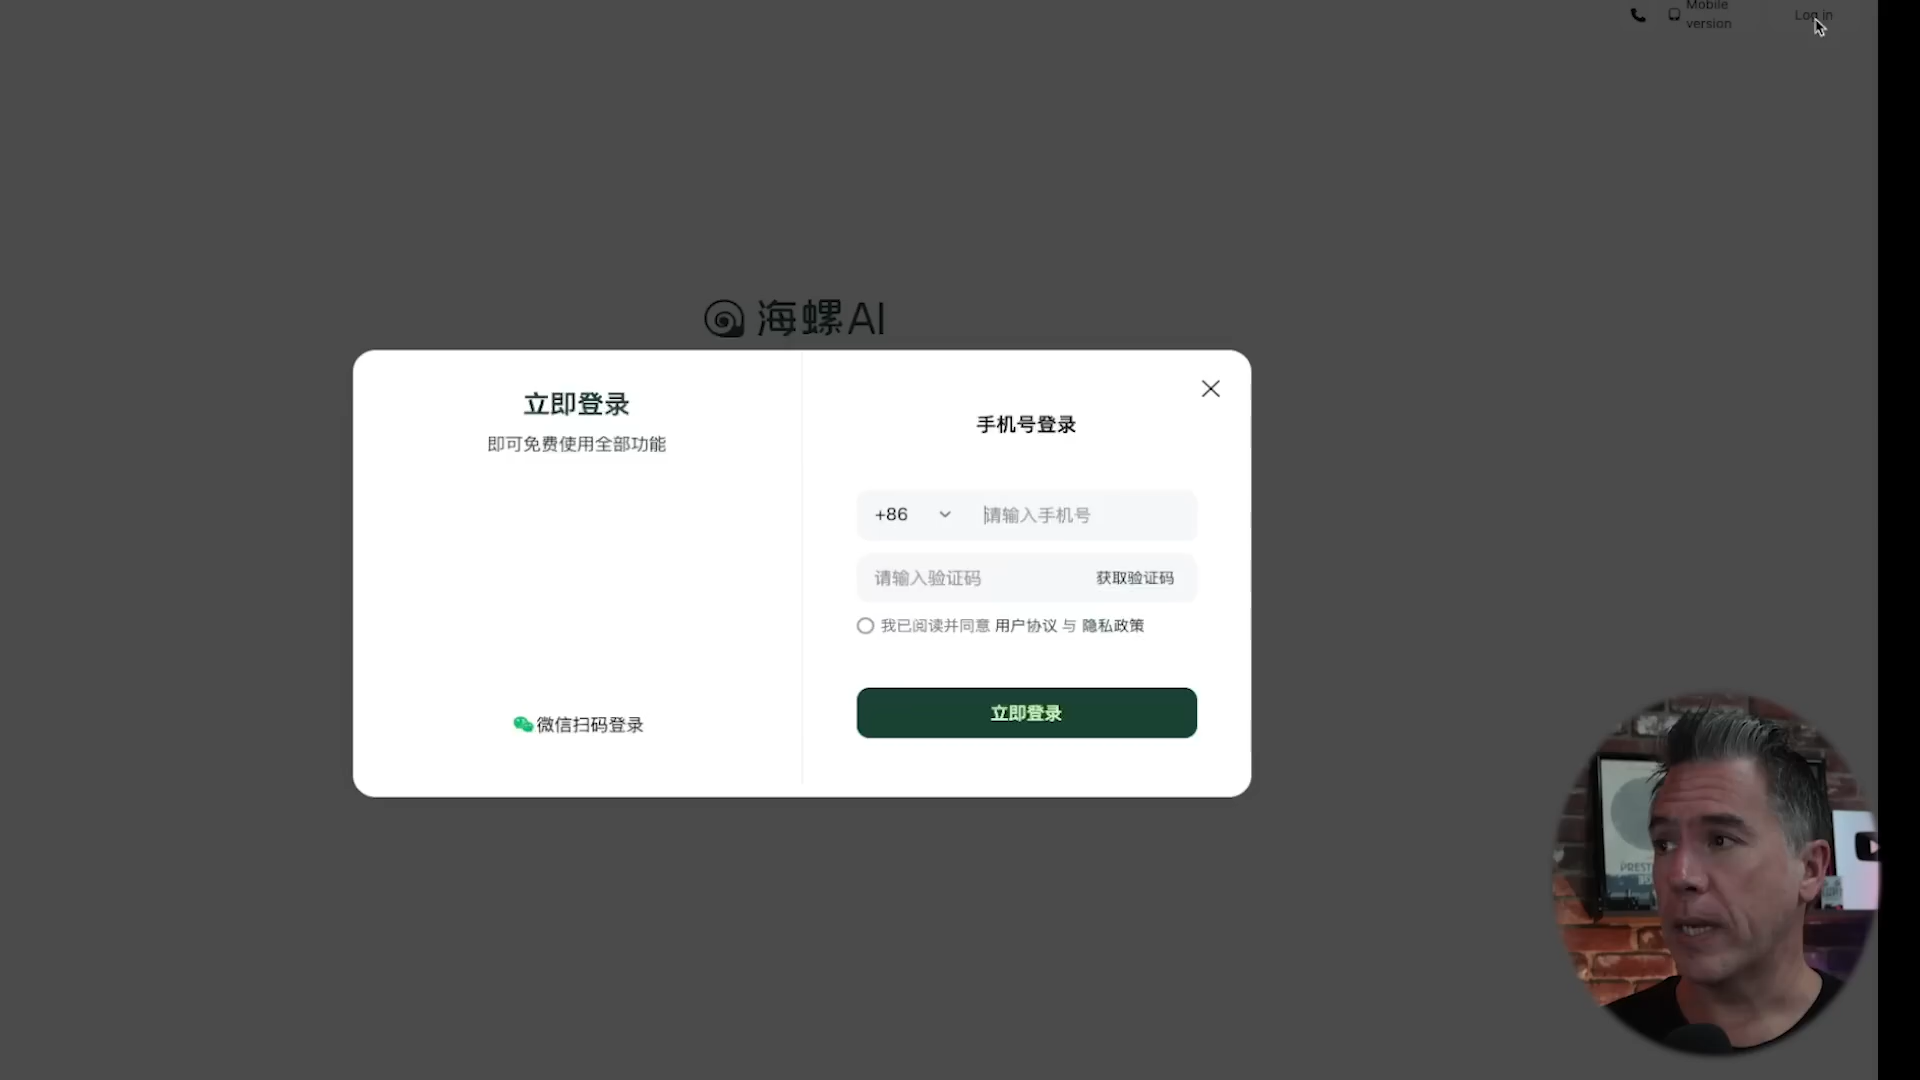 Mobile
version
Log in
海螺AI
立即登录
即可免费使用全部功能
微信扫码登录
手机号登录
+86
请输入手机号
请输入验证码
获取验证码
我已阅读并同意 用户协议 与 隐私政策
立即登录